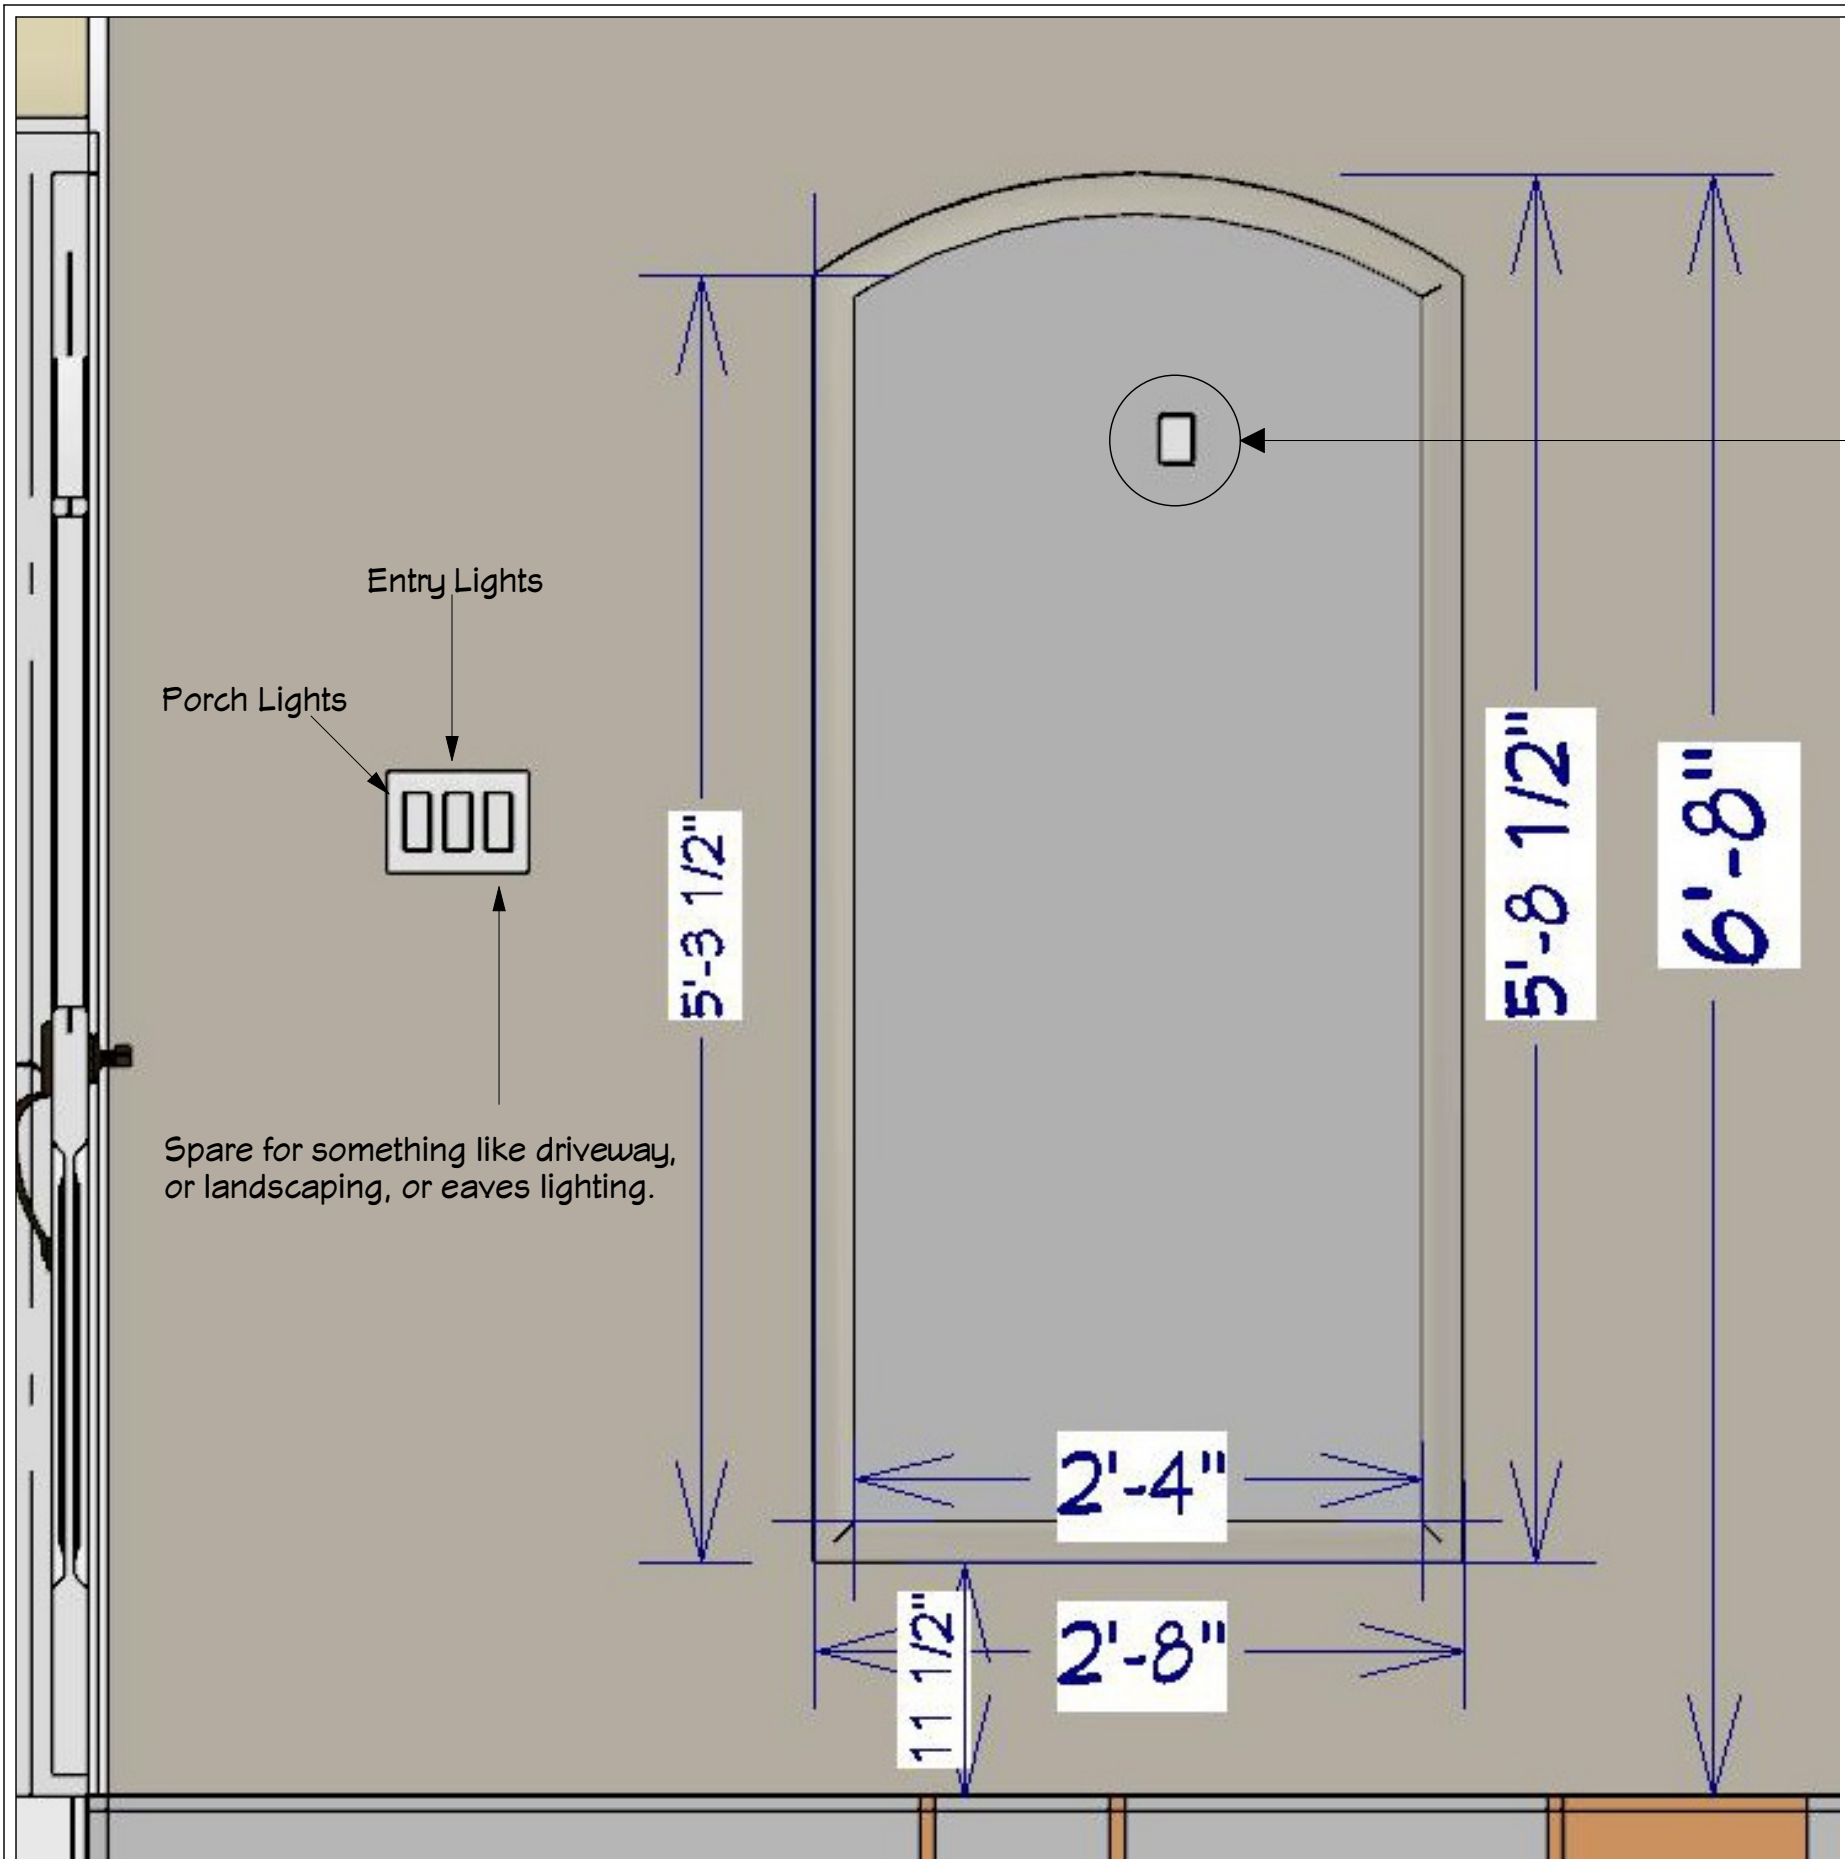 Entry Lights
Porch Lights
5'-3 1/2"
5'-8 1/2"
6'-8"
Spare for something like driveway,
or landscaping, or eaves lighting.
2'-4"
11 1/2"
2'-8"